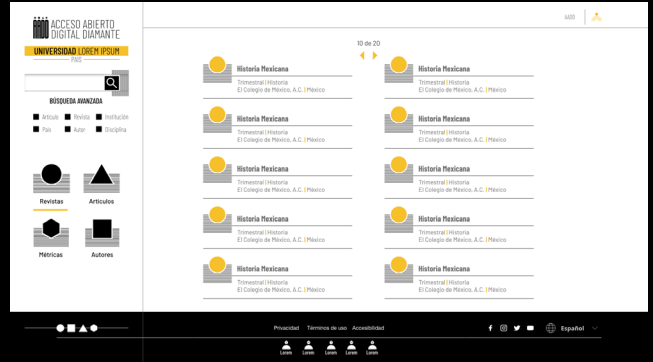 AADO
ACCESO ABIERTO
DIGITAL DIAMANTE
UNIVERSIDAD LOREM IPSUM
PAÍS
BÚSQUEDA AVANZADA
Artículo Revista Institución
País Autor Disciplina
Revistas Artículos
Métricas Autores
10 de 20
Historia Mexicana
Trimestral | Historia
El Colegio de México, A.C. | México
Historia Mexicana
Trimestral | Historia
El Colegio de México, A.C. | México
Historia Mexicana
Trimestral | Historia
El Colegio de México, A.C. | México
Historia Mexicana
Trimestral | Historia
El Colegio de México, A.C. | México
Historia Mexicana
Trimestral | Historia
El Colegio de México, A.C. | México
Historia Mexicana
Trimestral | Historia
El Colegio de México, A.C. | México
Historia Mexicana
Trimestral | Historia
El Colegio de México, A.C. | México
Historia Mexicana
Trimestral | Historia
El Colegio de México, A.C. | México
Historia Mexicana
Trimestral | Historia
El Colegio de México, A.C. | México
Historia Mexicana
Trimestral | Historia
El Colegio de México, A.C. | México
Privacidad Términos de uso Accesibilidad
Español
Lorem Lorem Lorem Lorem Lorem